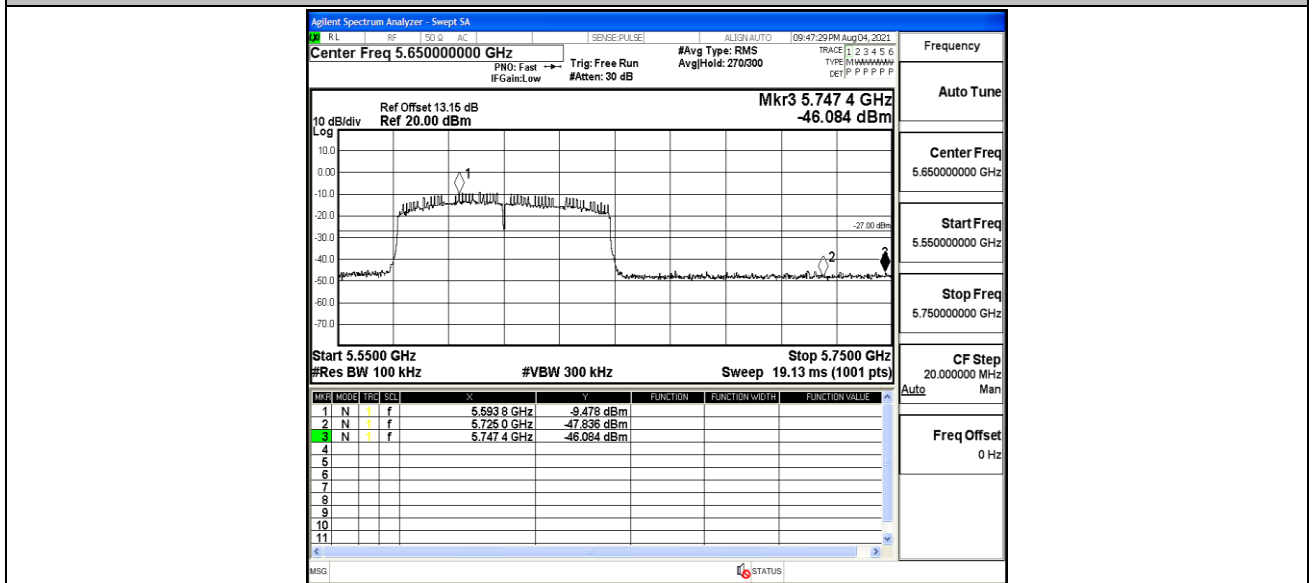 Agilent Spectrum Analyzer - Swept SA
RL RF 50 Ω AC SENSE:PULSE ALIGN AUTO 09:47:29 PM Aug 04, 2021
Center Freq 5.650000000 GHz
PNO: Fast
IFGain:Low
Trig: Free Run
#Atten: 30 dB
#Avg Type: RMS
Avg|Hold: 270/300
TRACE 1 2 3 4 5 6
TYPE M
DET P P P P P P
Mkr3 5.747 4 GHz
-46.084 dBm
Ref Offset 13.15 dB
10 dB/div Ref 20.00 dBm
Log
10.0
0.00
-10.0
-20.0
-30.0
-40.0
-50.0
-60.0
-70.0
1
2
3
-27.00 dBm
Start 5.5500 GHz Stop 5.7500 GHz
#Res BW 100 kHz #VBW 300 kHz Sweep 19.13 ms (1001 pts)
MKR MODE TRC SCL X Y FUNCTION FUNCTION WIDTH FUNCTION VALUE
1 N 1 f 5.593 8 GHz -9.478 dBm
2 N 1 f 5.725 0 GHz -47.836 dBm
3 N 1 f 5.747 4 GHz -46.084 dBm
4
5
6
7
8
9
10
11
MSG STATUS
Frequency
Auto Tune
Center Freq
5.650000000 GHz
Start Freq
5.550000000 GHz
Stop Freq
5.750000000 GHz
CF Step
20.000000 MHz
Auto Man
Freq Offset
0 Hz